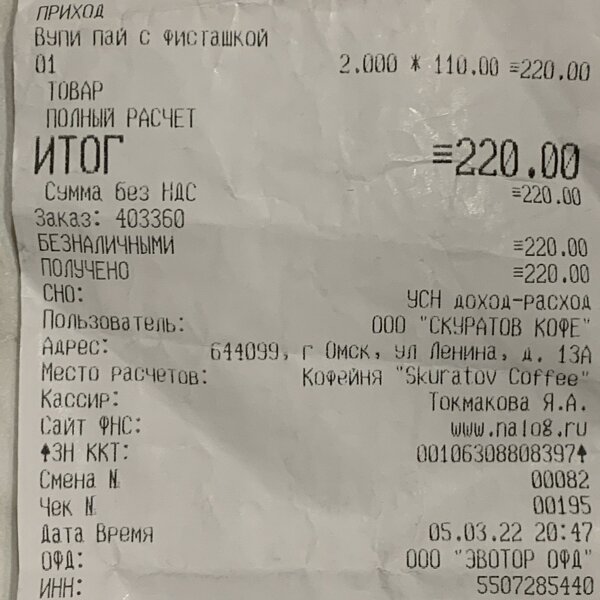 ПРИХОД
Вупи пай с фисташкой
01 2.000 * 110.00 ≡220.00
ТОВАР
ПОЛНЫЙ РАСЧЕТ
ИТОГ ≡220.00
Сумма без НДС ≡220.00
Заказ: 403360
БЕЗНАЛИЧНЫМИ ≡220.00
ПОЛУЧЕНО ≡220.00
СНО: УСН доход-расход
Пользователь: ООО "СКУРАТОВ КОФЕ"
Адрес: 644099, г Омск, ул Ленина, д. 13А
Место расчетов: Кофейня "Skuratov Coffee"
Кассир: Токмакова Я.А.
Сайт ФНС: www.nalog.ru
↑ЗН ККТ: 00106308808397↑
Смена № 00082
Чек № 00195
Дата Время 05.03.22 20:47
ОФД: ООО "ЭВОТОР ОФД"
ИНН: 5507285440